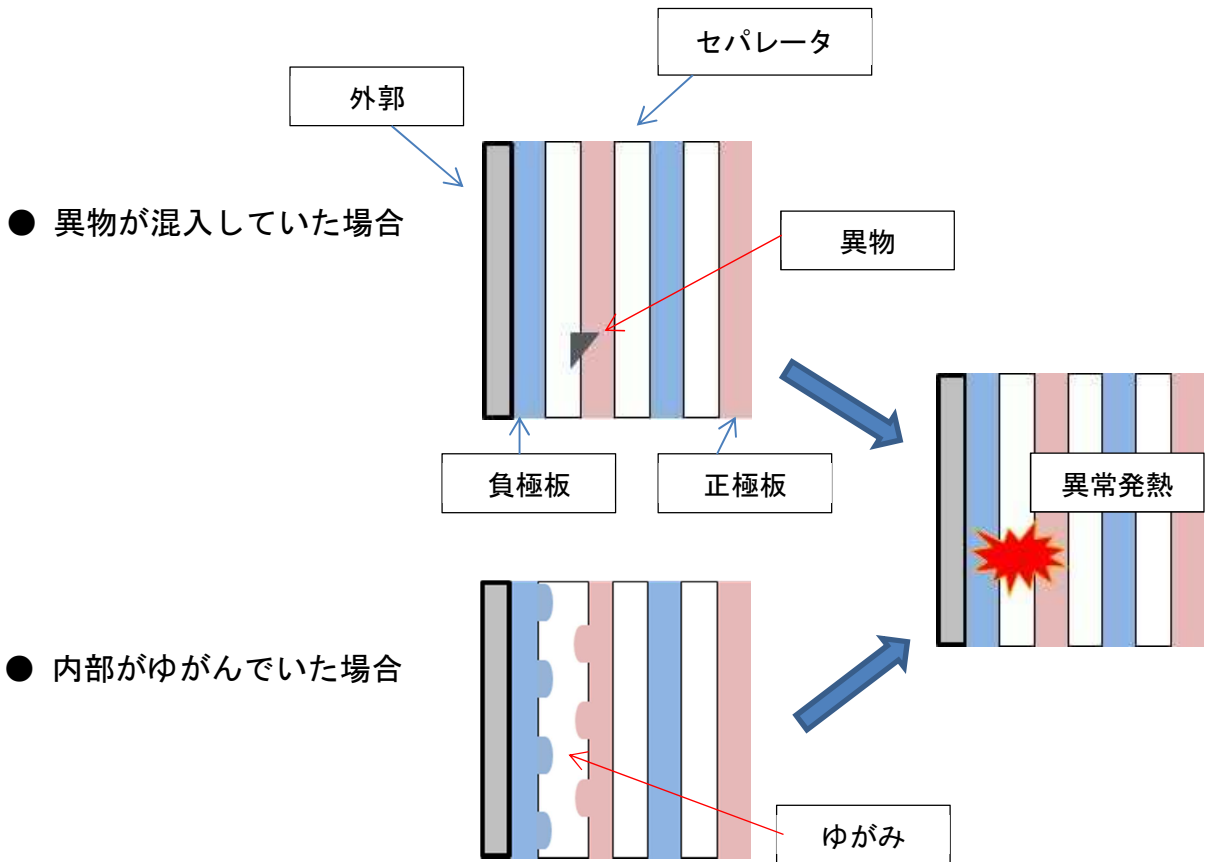 セパレータ
外郭
● 異物が混入していた場合
異物
負極板
正極板
異常発熱
● 内部がゆがんでいた場合
ゆがみ